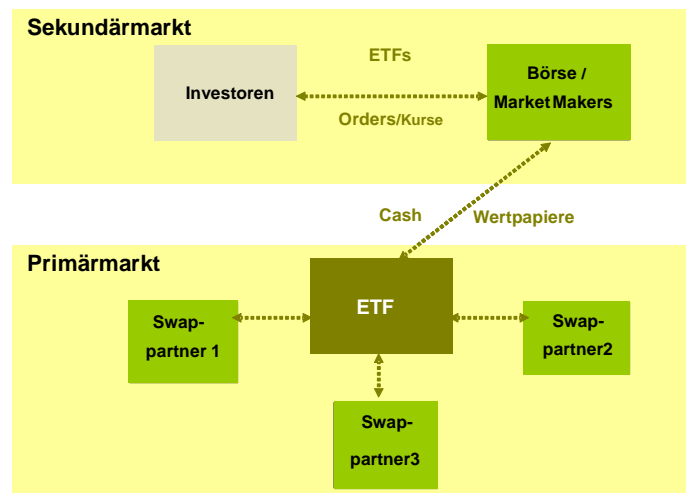 Sekundärmarkt
ETFs
Investoren
Börse /
Market Makers
Orders/Kurse
Cash
Wertpapiere
Primärmarkt
ETF
Swap-
partner 1
Swap-
partner2
Swap-
partner3